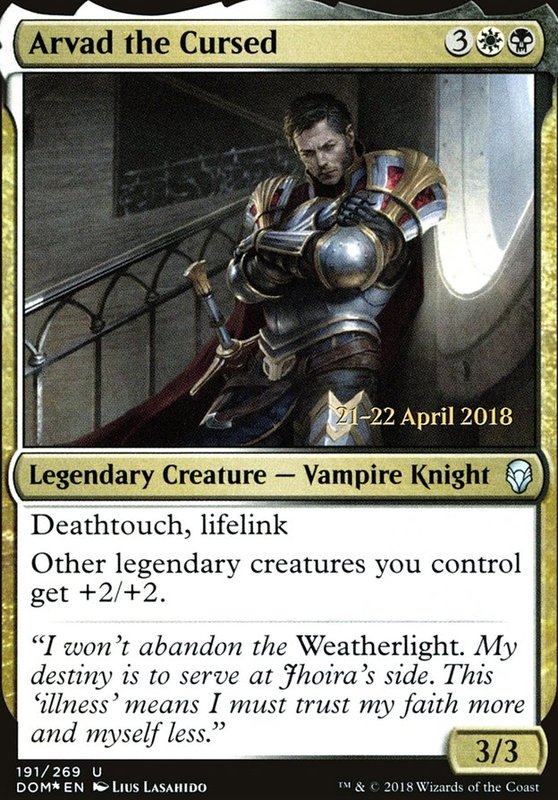 Arvad the Cursed
3
21–22 April 2018
Legendary Creature — Vampire Knight
Deathtouch, lifelink
Other legendary creatures you control
get +2/+2.
“I won’t abandon the Weatherlight. My
destiny is to serve at Jhoira’s side. This
‘illness’ means I must trust my faith more
and myself less.”
3/3
191/269 U
DOM★EN Lius Lasahido
™ & © 2018 Wizards of the Coast